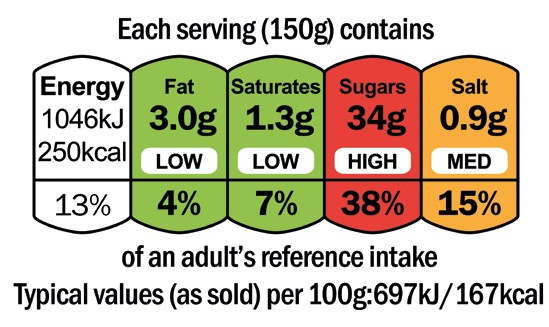 Each serving (150g) contains
Energy Fat Saturates Sugars Salt
1046kJ 3.0g 1.3g 34g 0.9g
250kcal LOW LOW HIGH MED
13% 4% 7% 38% 15%
of an adult's reference intake
Typical values (as sold) per 100g:697kJ/167kcal